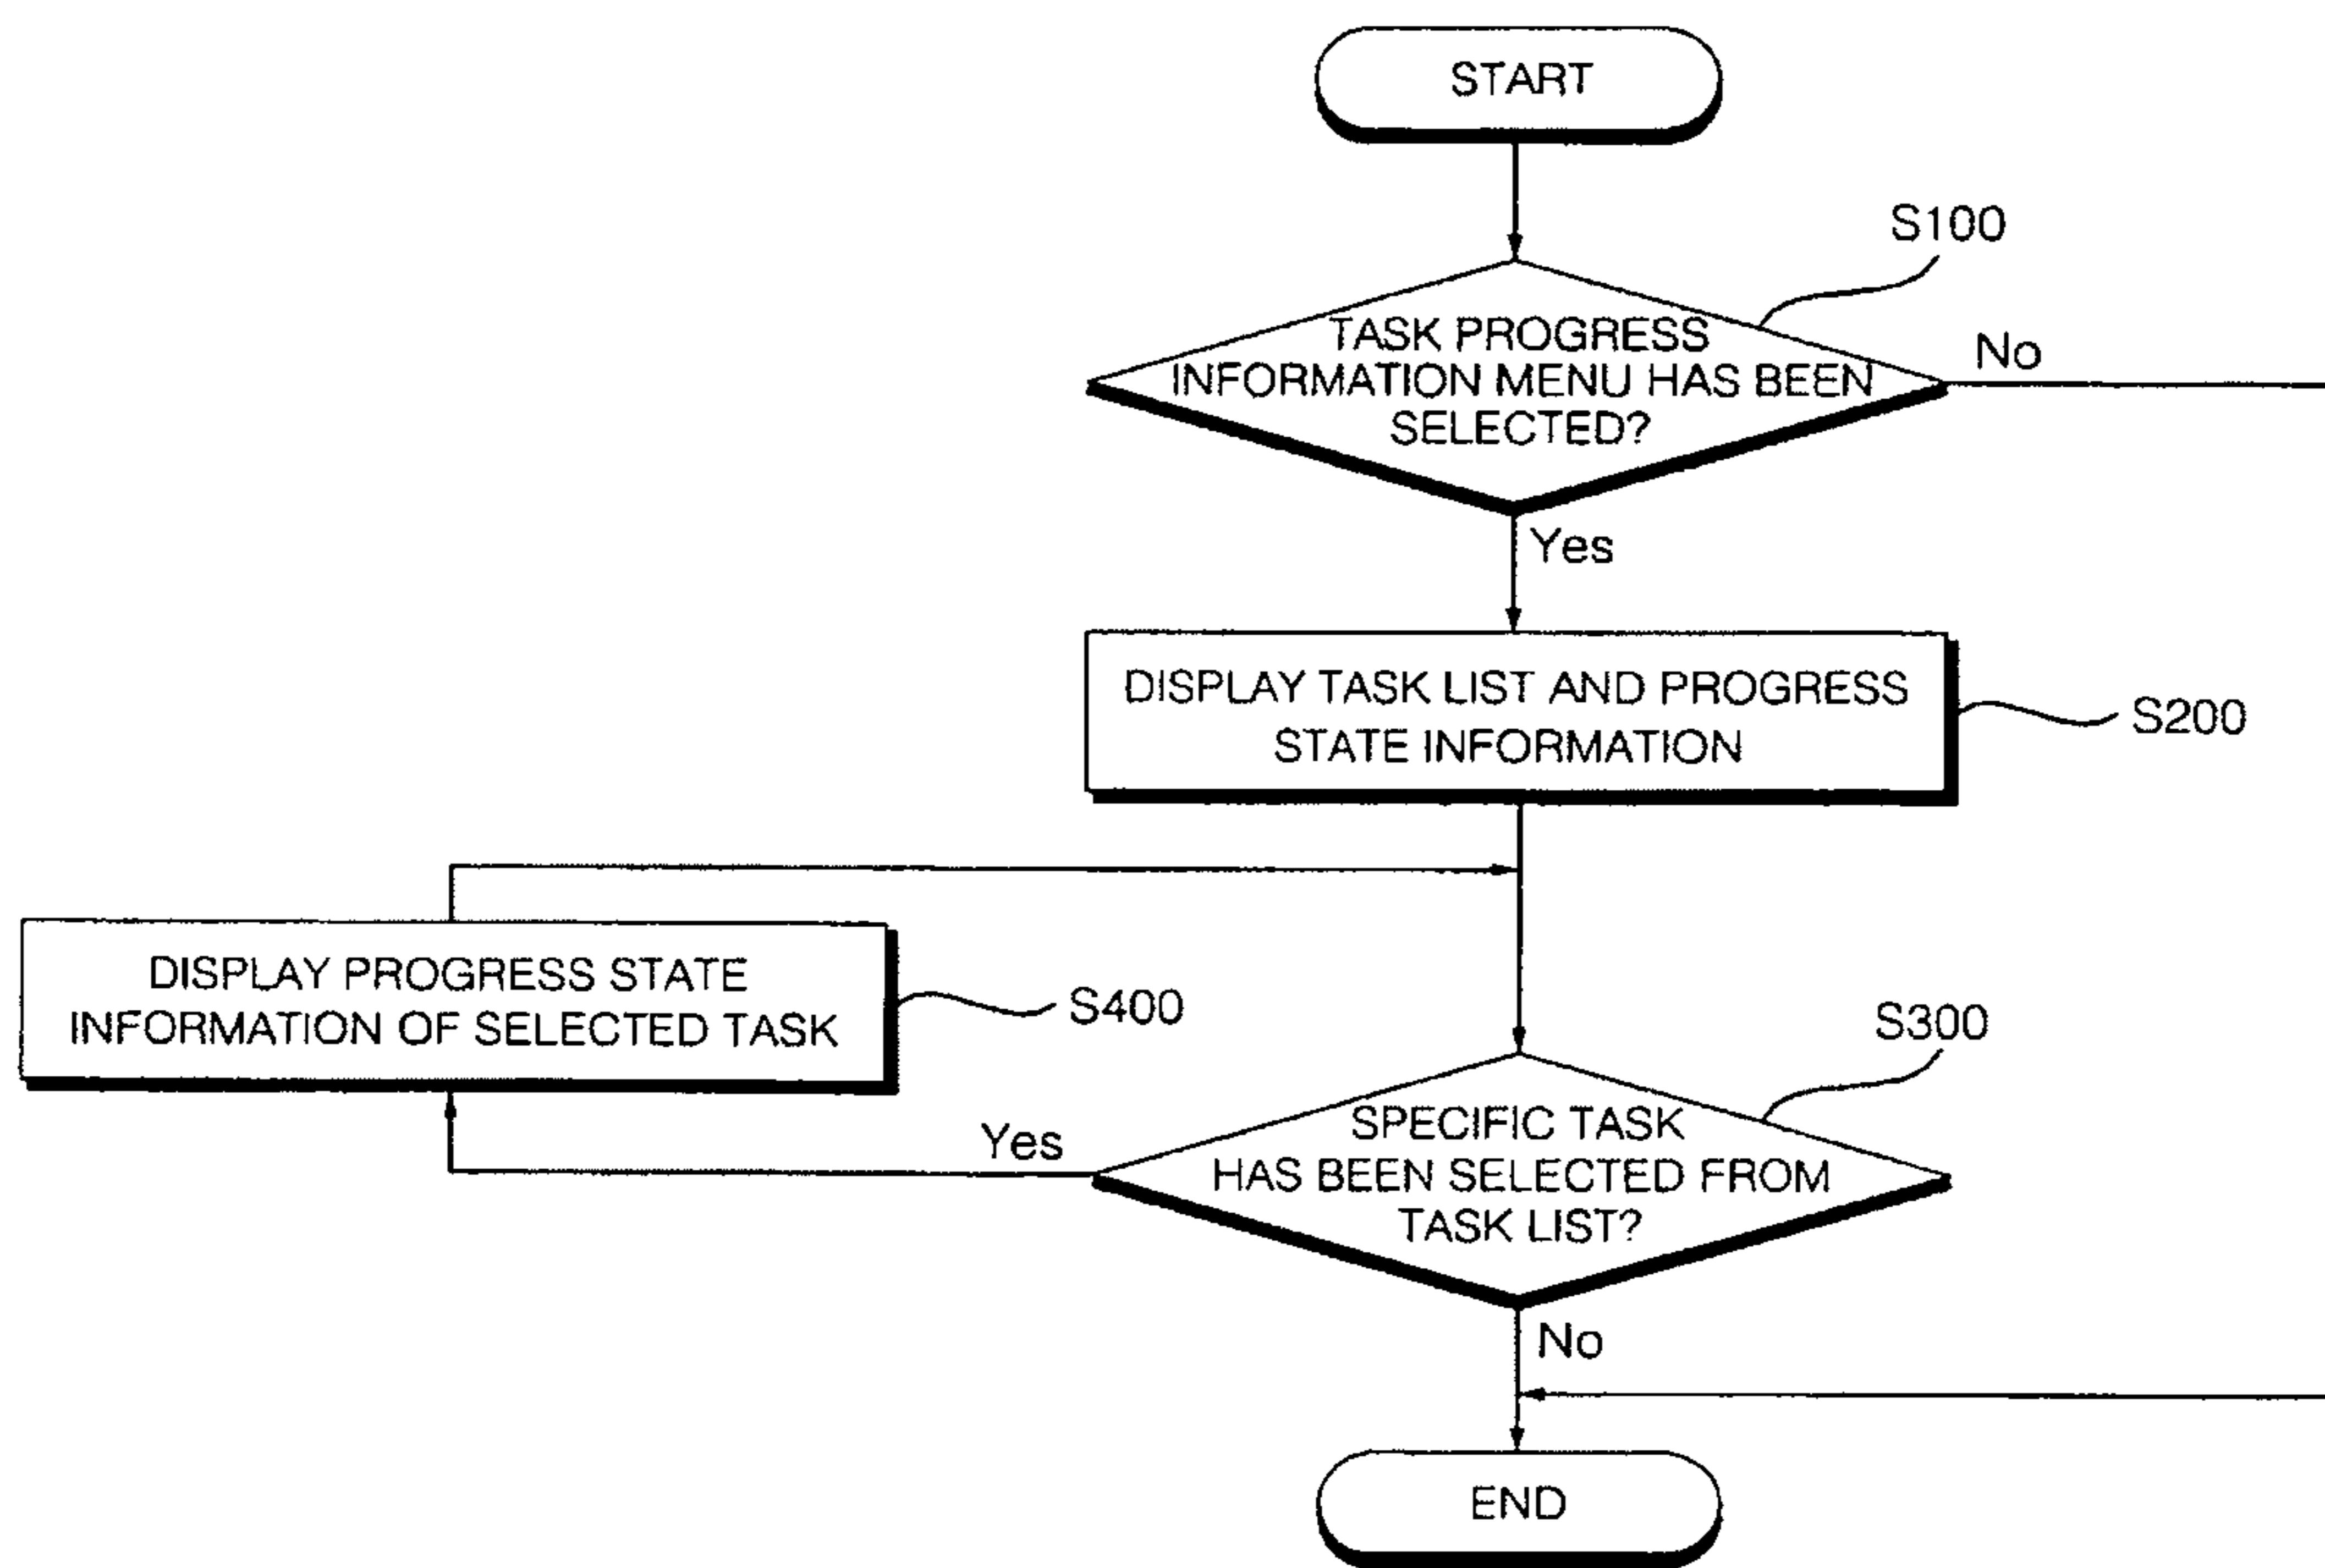 START
S100
TASK PROGRESS
INFORMATION MENU HAS BEEN
SELECTED?
No
Yes
DISPLAY TASK LIST AND PROGRESS
STATE INFORMATION
S200
DISPLAY PROGRESS STATE
INFORMATION OF SELECTED TASK
S400
S300
SPECIFIC TASK
HAS BEEN SELECTED FROM
TASK LIST?
Yes
No
END